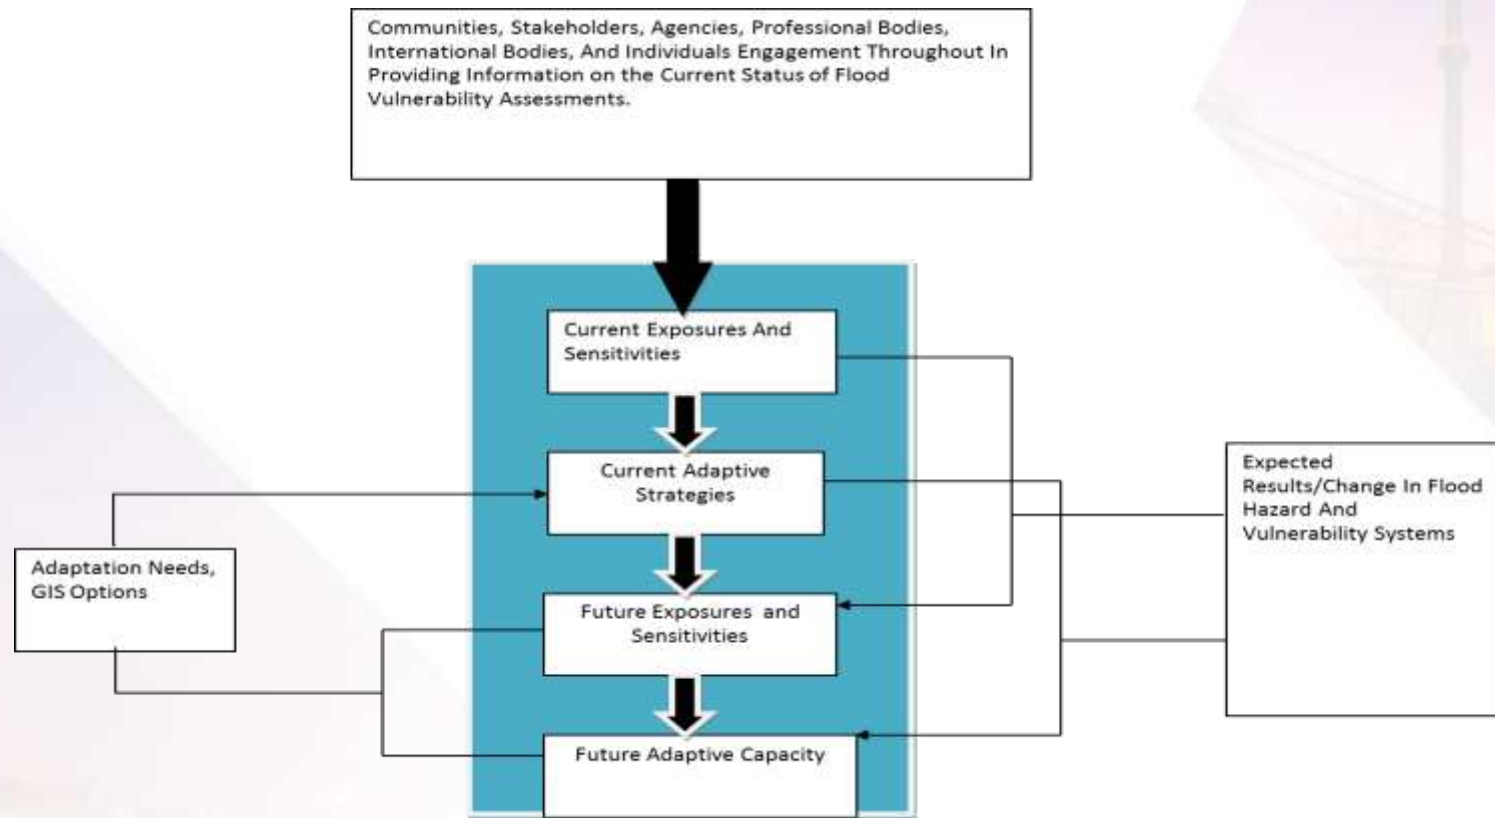 Communities, Stakeholders, Agencies, Professional Bodies,
International Bodies, And Individuals Engagement Throughout In
Providing Information on the Current Status of Flood
Vulnerability Assessments.
Current Exposures And
Sensitivities
Current Adaptive
Strategies
Expected
Results/Change In Flood
Hazard And
Vulnerability Systems
Adaptation Needs,
GIS Options
Future Exposures and
Sensitivities
Future Adaptive Capacity